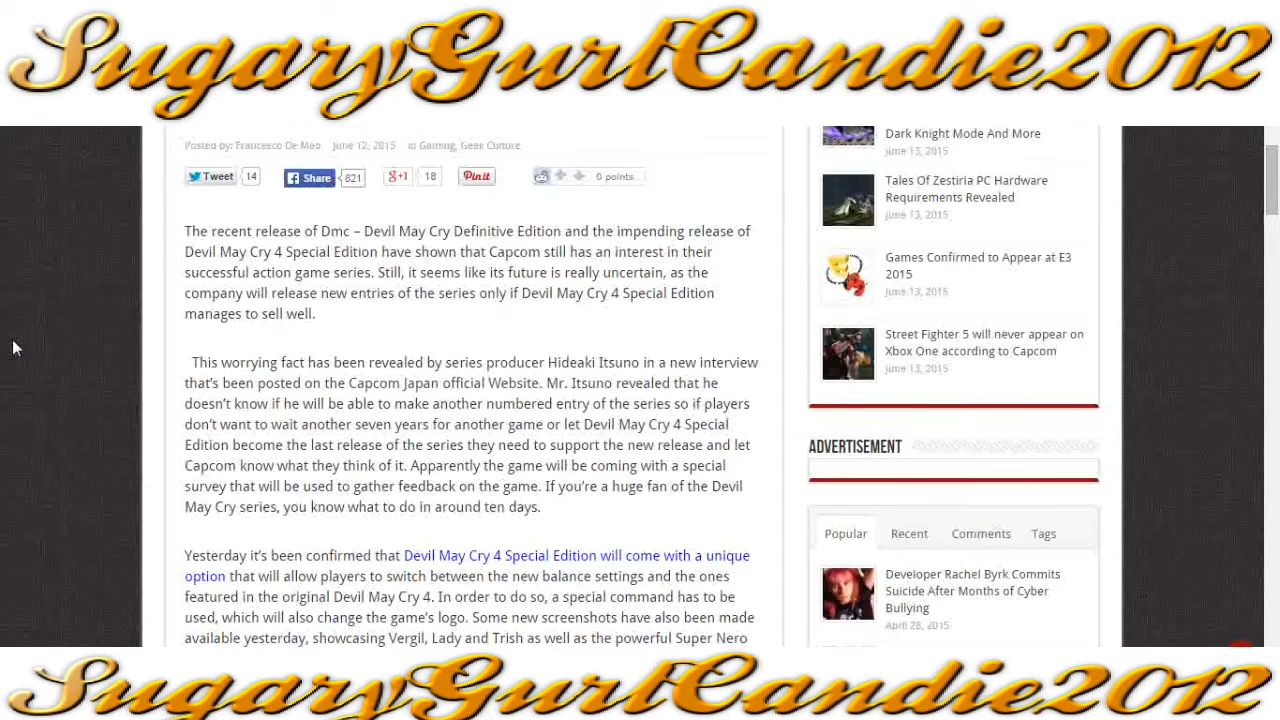 SugaryGurlCandie2012
Posted by: Francesco De Meo June 12, 2015 in Gaming, Geek Culture
Tweet 14 Share 821 +1 18 Pin it 0 points
The recent release of Dmc – Devil May Cry Definitive Edition and the impending release of
Devil May Cry 4 Special Edition have shown that Capcom still has an interest in their
successful action game series. Still, it seems like its future is really uncertain, as the
company will release new entries of the series only if Devil May Cry 4 Special Edition
manages to sell well.
This worrying fact has been revealed by series producer Hideaki Itsuno in a new interview
that's been posted on the Capcom Japan official Website. Mr. Itsuno revealed that he
doesn't know if he will be able to make another numbered entry of the series so if players
don't want to wait another seven years for another game or let Devil May Cry 4 Special
Edition become the last release of the series they need to support the new release and let
Capcom know what they think of it. Apparently the game will be coming with a special
survey that will be used to gather feedback on the game. If you're a huge fan of the Devil
May Cry series, you know what to do in around ten days.
Yesterday it's been confirmed that Devil May Cry 4 Special Edition will come with a unique
option that will allow players to switch between the new balance settings and the ones
featured in the original Devil May Cry 4. In order to do so, a special command has to be
used, which will also change the game's logo. Some new screenshots have also been made
available yesterday, showcasing Vergil, Lady and Trish as well as the powerful Super Nero
Dark Knight Mode And More
June 13, 2015
Tales Of Zestiria PC Hardware
Requirements Revealed
June 13, 2015
Games Confirmed to Appear at E3
2015
June 13, 2015
Street Fighter 5 will never appear on
Xbox One according to Capcom
June 13, 2015
ADVERTISEMENT
Popular Recent Comments Tags
Developer Rachel Byrk Commits
Suicide After Months of Cyber
Bullying
April 28, 2015
SugaryGurlCandie2012